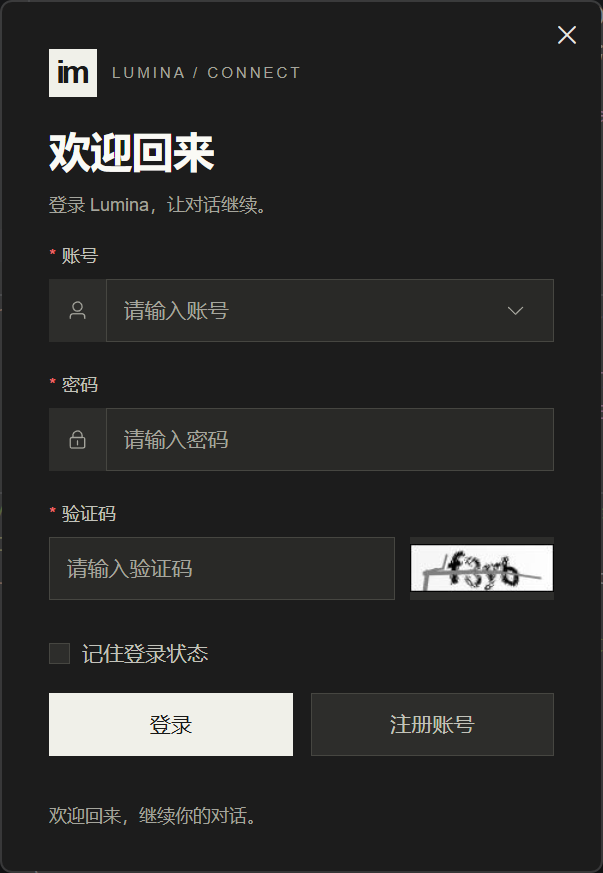 im LUMINA / CONNECT
欢迎回来
登录 Lumina，让对话继续。
* 账号
请输入账号
* 密码
请输入密码
* 验证码
请输入验证码
f3yb
记住登录状态
登录 注册账号
欢迎回来，继续你的对话。